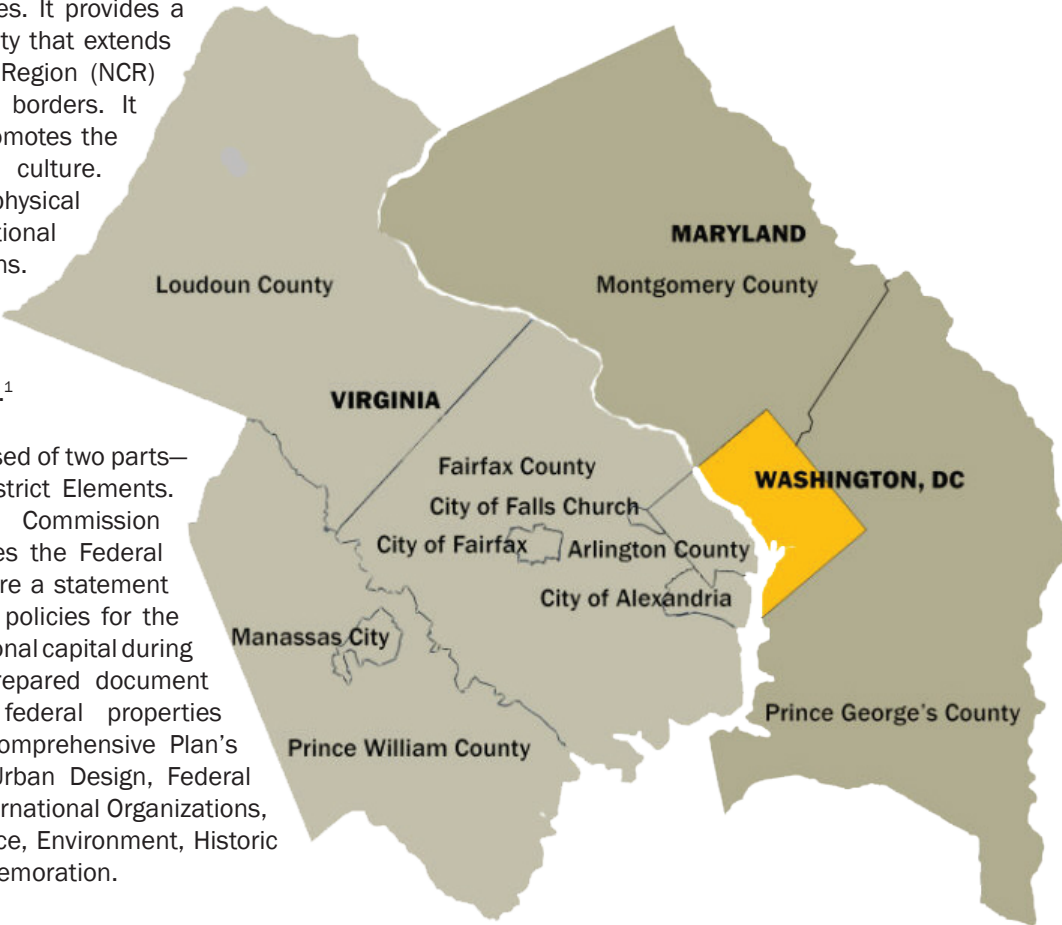 es. It provides a
ty that extends
Region (NCR)
borders. It
omotes the
culture.
physical
tional
ns.
.¹
sed of two parts—
strict Elements.
Commission
es the Federal
re a statement
policies for the
onal capital during
repared document
federal properties
omprehensive Plan's
Urban Design, Federal
ernational Organizations,
ce, Environment, Historic
emoration.
MARYLAND
Montgomery County
Loudoun County
VIRGINIA
Fairfax County
WASHINGTON, DC
City of Falls Church
City of Fairfax
Arlington County
City of Alexandria
Manassas City
Prince George's County
Prince William County